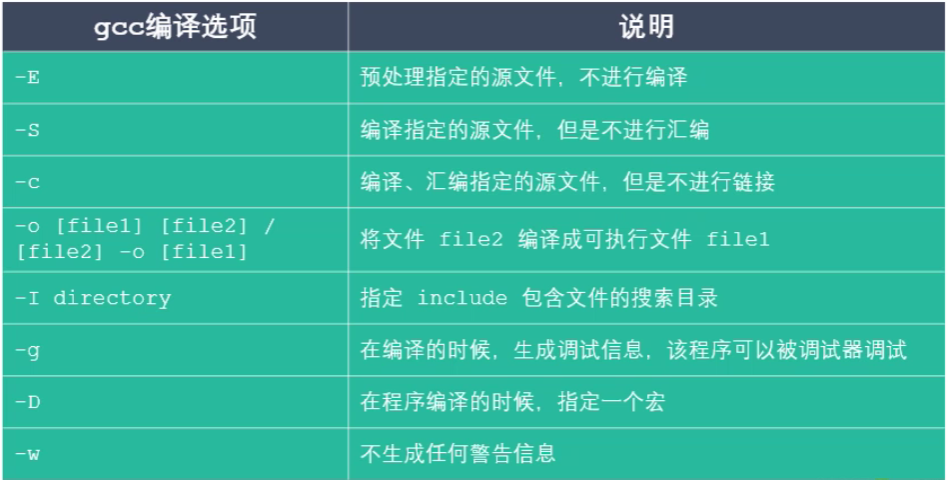 gcc编译选项 说明
-E 预处理指定的源文件，不进行编译
-S 编译指定的源文件，但是不进行汇编
-c 编译、汇编指定的源文件，但是不进行链接
-o [file1] [file2] /
[file2] -o [file1]
将文件 file2 编译成可执行文件 file1
-I directory 指定 include 包含文件的搜索目录
-g 在编译的时候，生成调试信息，该程序可以被调试器调试
-D 在程序编译的时候，指定一个宏
-w 不生成任何警告信息